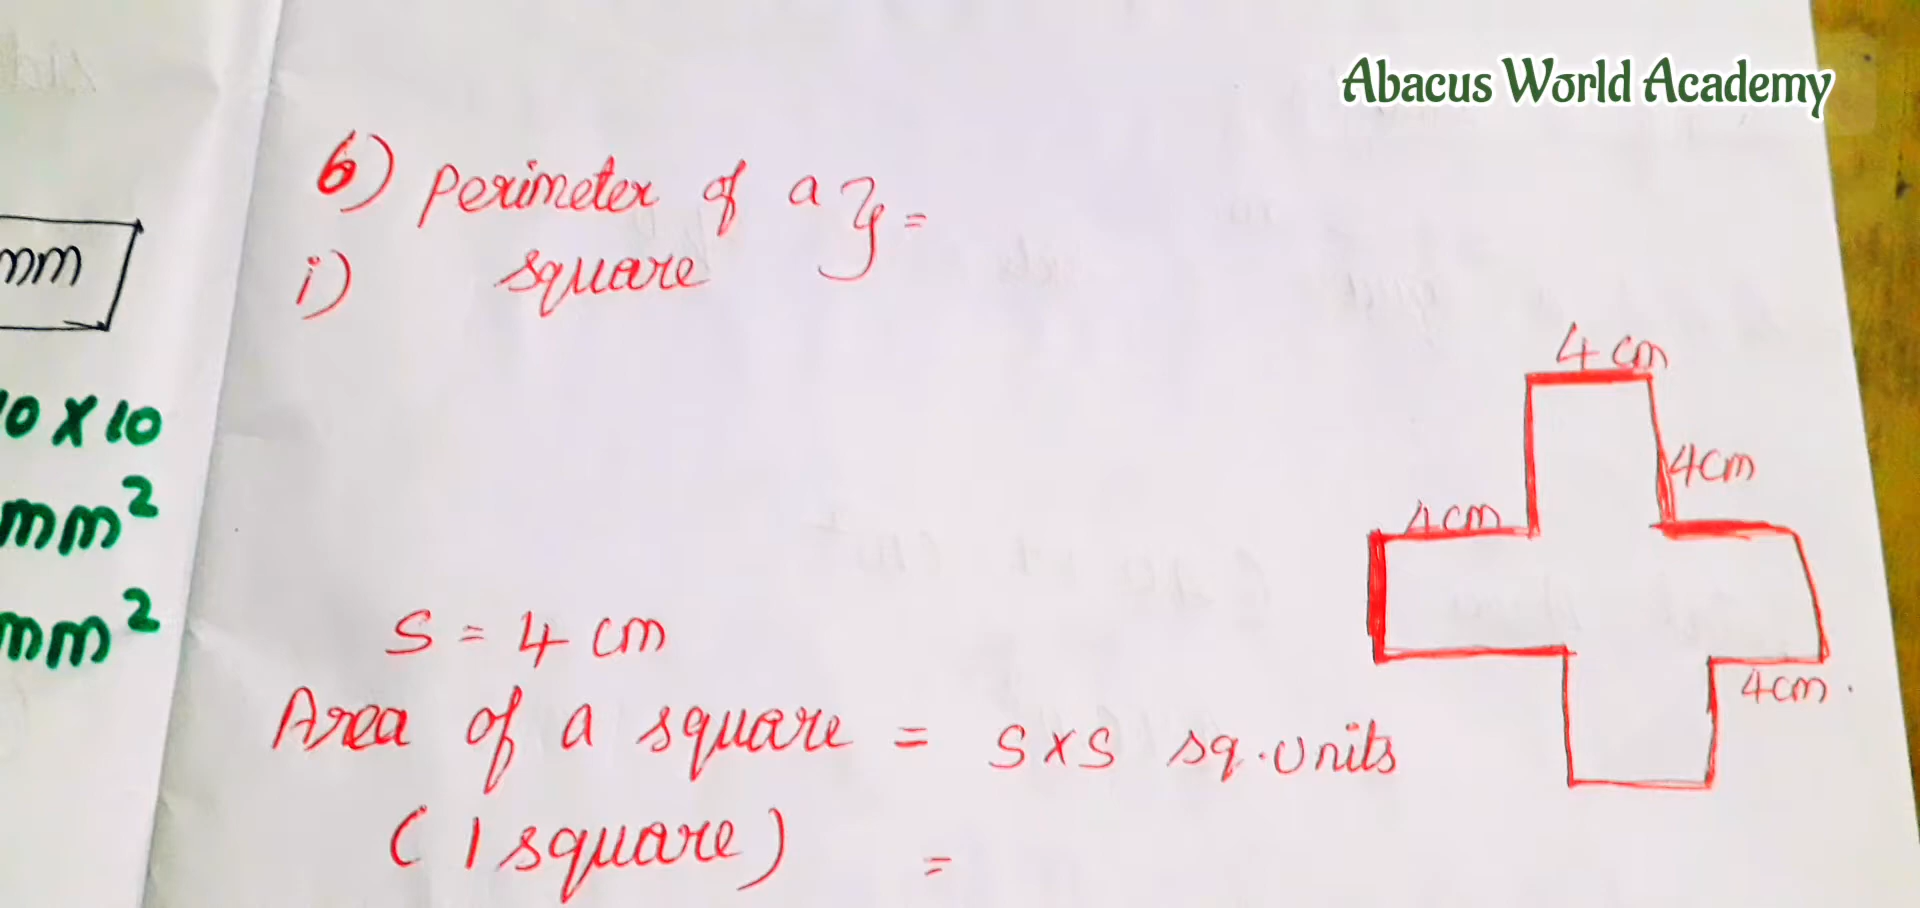 Abacus World Academy
6) Perimeter of a } =
i) square
mm
10 X 10
mm²
mm²
4 cm
4cm
4cm
4cm.
S = 4 cm
Area of a square = S x S sq. units
(1 square) =